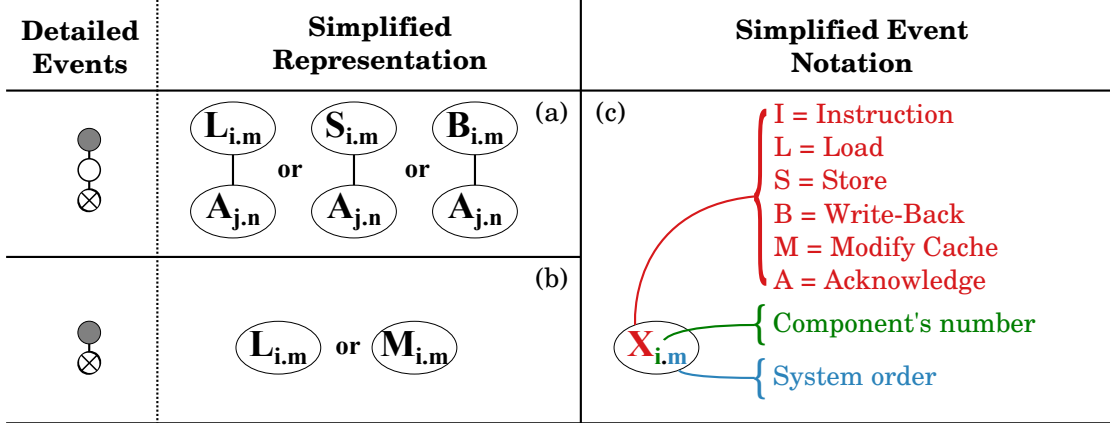 Detailed
Events
Simplified
Representation
Simplified Event
Notation
(a)
L i.m or S i.m or B i.m
A j.n A j.n A j.n
(b)
L i.m or M i.m
(c)
I = Instruction
L = Load
S = Store
B = Write-Back
M = Modify Cache
A = Acknowledge
X i.m
Component's number
System order